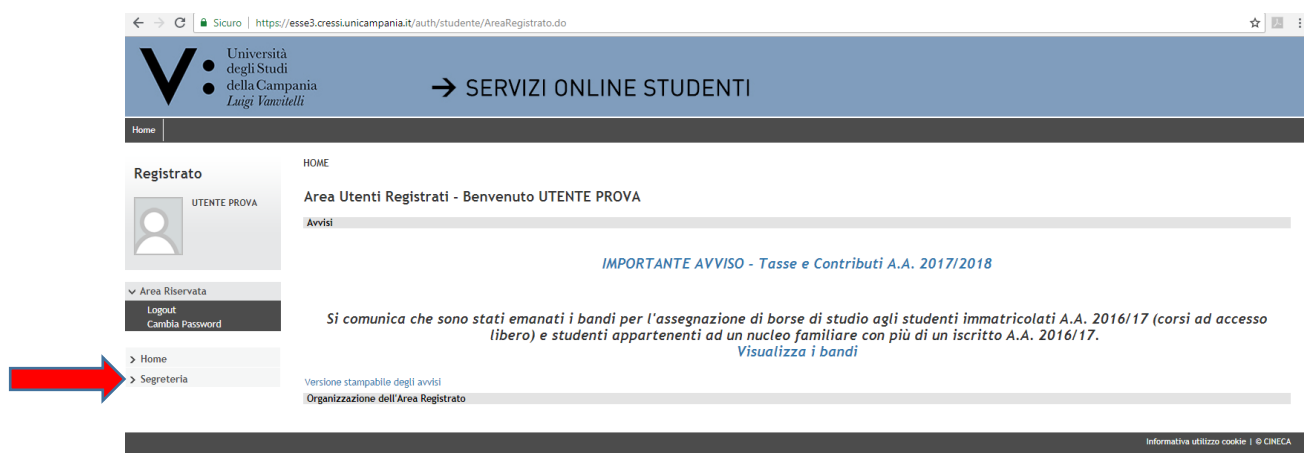 Sicuro | https://esse3.cressi.unicampania.it/auth/studente/AreaRegistrato.do
V:
Università
degli Studi
della Campania
Luigi Vanvitelli
→ SERVIZI ONLINE STUDENTI
Home
Registrato
UTENTE PROVA
Area Riservata
Logout
Cambia Password
Home
Segreteria
HOME
Area Utenti Registrati - Benvenuto UTENTE PROVA
Avvisi
IMPORTANTE AVVISO - Tasse e Contributi A.A. 2017/2018
Si comunica che sono stati emanati i bandi per l'assegnazione di borse di studio agli studenti immatricolati A.A. 2016/17 (corsi ad accesso
libero) e studenti appartenenti ad un nucleo familiare con più di un iscritto A.A. 2016/17.
Visualizza i bandi
Versione stampabile degli avvisi
Organizzazione dell'Area Registrato
Informativa utilizzo cookie | © CINECA